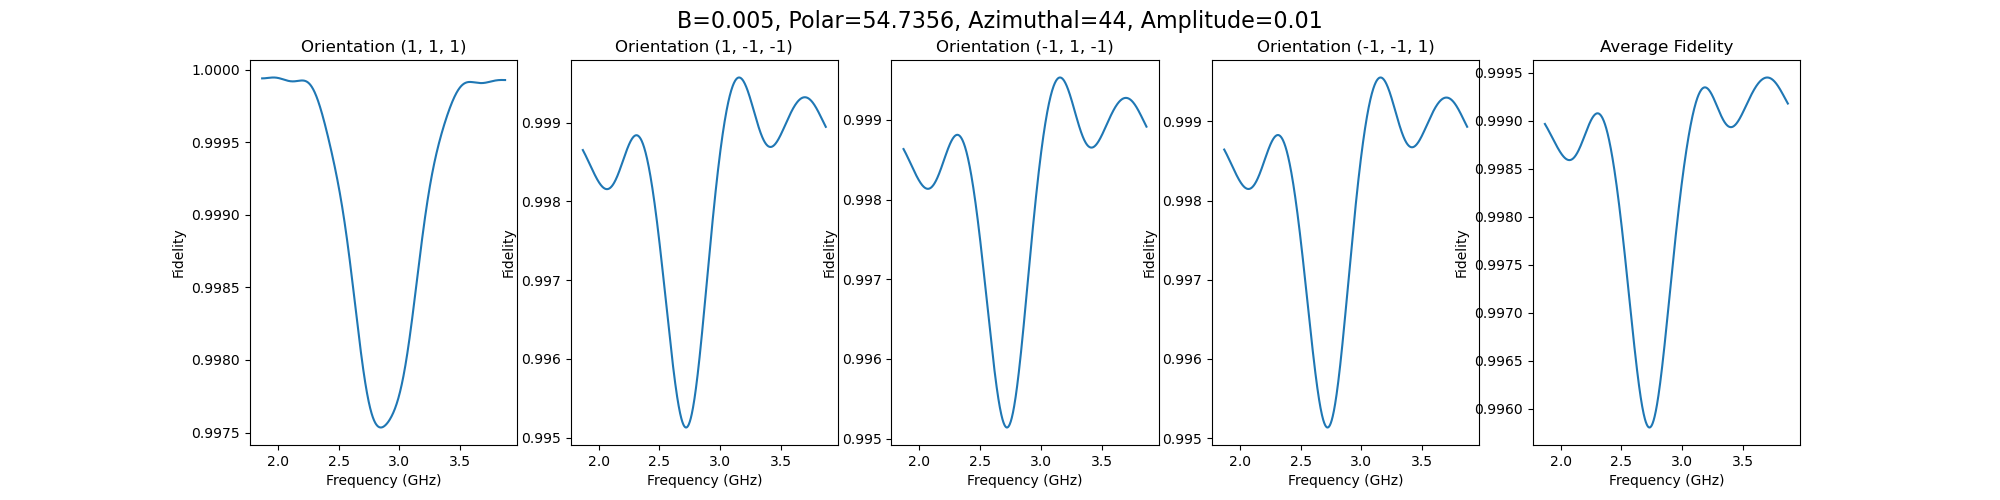 B=0.005, Polar=54.7356, Azimuthal=44, Amplitude=0.01
Orientation (1, 1, 1)
1.0000
0.9995
0.9990
0.9985
0.9980
0.9975
Fidelity
2.0 2.5 3.0 3.5
Frequency (GHz)
Orientation (1, -1, -1)
0.999
0.998
0.997
0.996
0.995
Fidelity
2.0 2.5 3.0 3.5
Frequency (GHz)
Orientation (-1, 1, -1)
0.999
0.998
0.997
0.996
0.995
Fidelity
2.0 2.5 3.0 3.5
Frequency (GHz)
Orientation (-1, -1, 1)
0.999
0.998
0.997
0.996
0.995
Fidelity
2.0 2.5 3.0 3.5
Frequency (GHz)
Average Fidelity
0.9995
0.9990
0.9985
0.9980
0.9975
0.9970
0.9965
0.9960
Fidelity
2.0 2.5 3.0 3.5
Frequency (GHz)